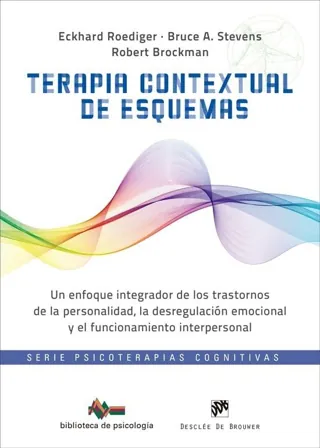 Eckhard Roediger · Bruce A. Stevens
Robert Brockman
TERAPIA CONTEXTUAL
DE ESQUEMAS
Un enfoque integrador de los trastornos
de la personalidad, la desregulación emocional
y el funcionamiento interpersonal
SERIE PSICOTERAPIAS COGNITIVAS
biblioteca de psicología
DESCLÉE DE BROUWER